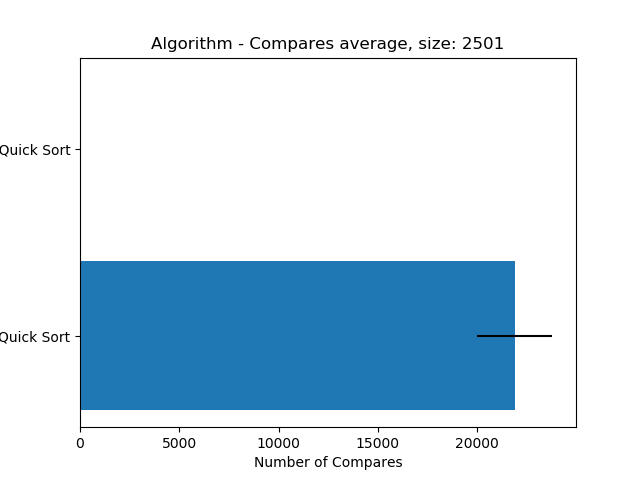 Algorithm - Compares average, size: 2501
Quick Sort
Quick Sort
0 5000 10000 15000 20000
Number of Compares